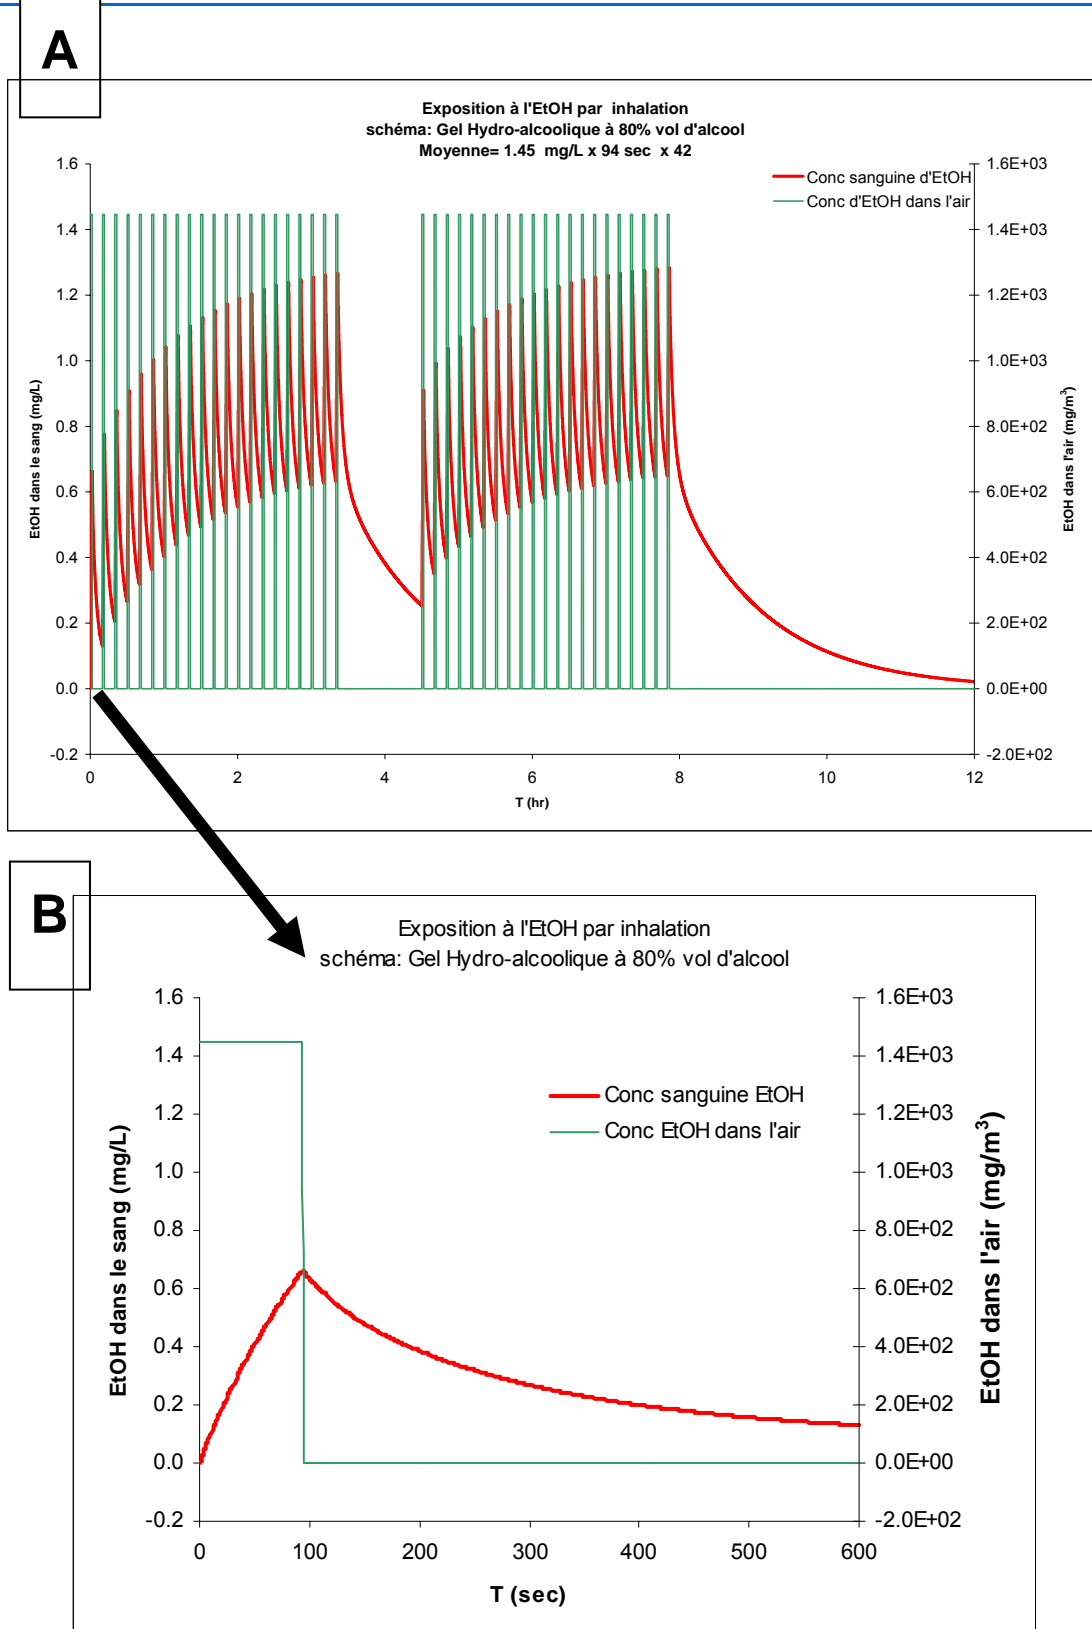 A
Exposition à l'EtOH par inhalation
schéma: Gel Hydro-alcoolique à 80% vol d'alcool
Moyenne= 1.45 mg/L x 94 sec x 42
Conc sanguine d'EtOH
Conc d'EtOH dans l'air
1.6
1.4
1.2
1.0
0.8
0.6
0.4
0.2
0.0
-0.2
EtOH dans le sang (mg/L)
1.6E+03
1.4E+03
1.2E+03
1.0E+03
8.0E+02
6.0E+02
4.0E+02
2.0E+02
0.0E+00
-2.0E+02
EtOH dans l'air (mg/m³)
0 2 4 6 8 10 12
T (hr)
B
Exposition à l'EtOH par inhalation
schéma: Gel Hydro-alcoolique à 80% vol d'alcool
Conc sanguine EtOH
Conc EtOH dans l'air
1.6
1.4
1.2
1.0
0.8
0.6
0.4
0.2
0.0
-0.2
EtOH dans le sang (mg/L)
1.6E+03
1.4E+03
1.2E+03
1.0E+03
8.0E+02
6.0E+02
4.0E+02
2.0E+02
0.0E+00
-2.0E+02
EtOH dans l'air (mg/m³)
0 100 200 300 400 500 600
T (sec)